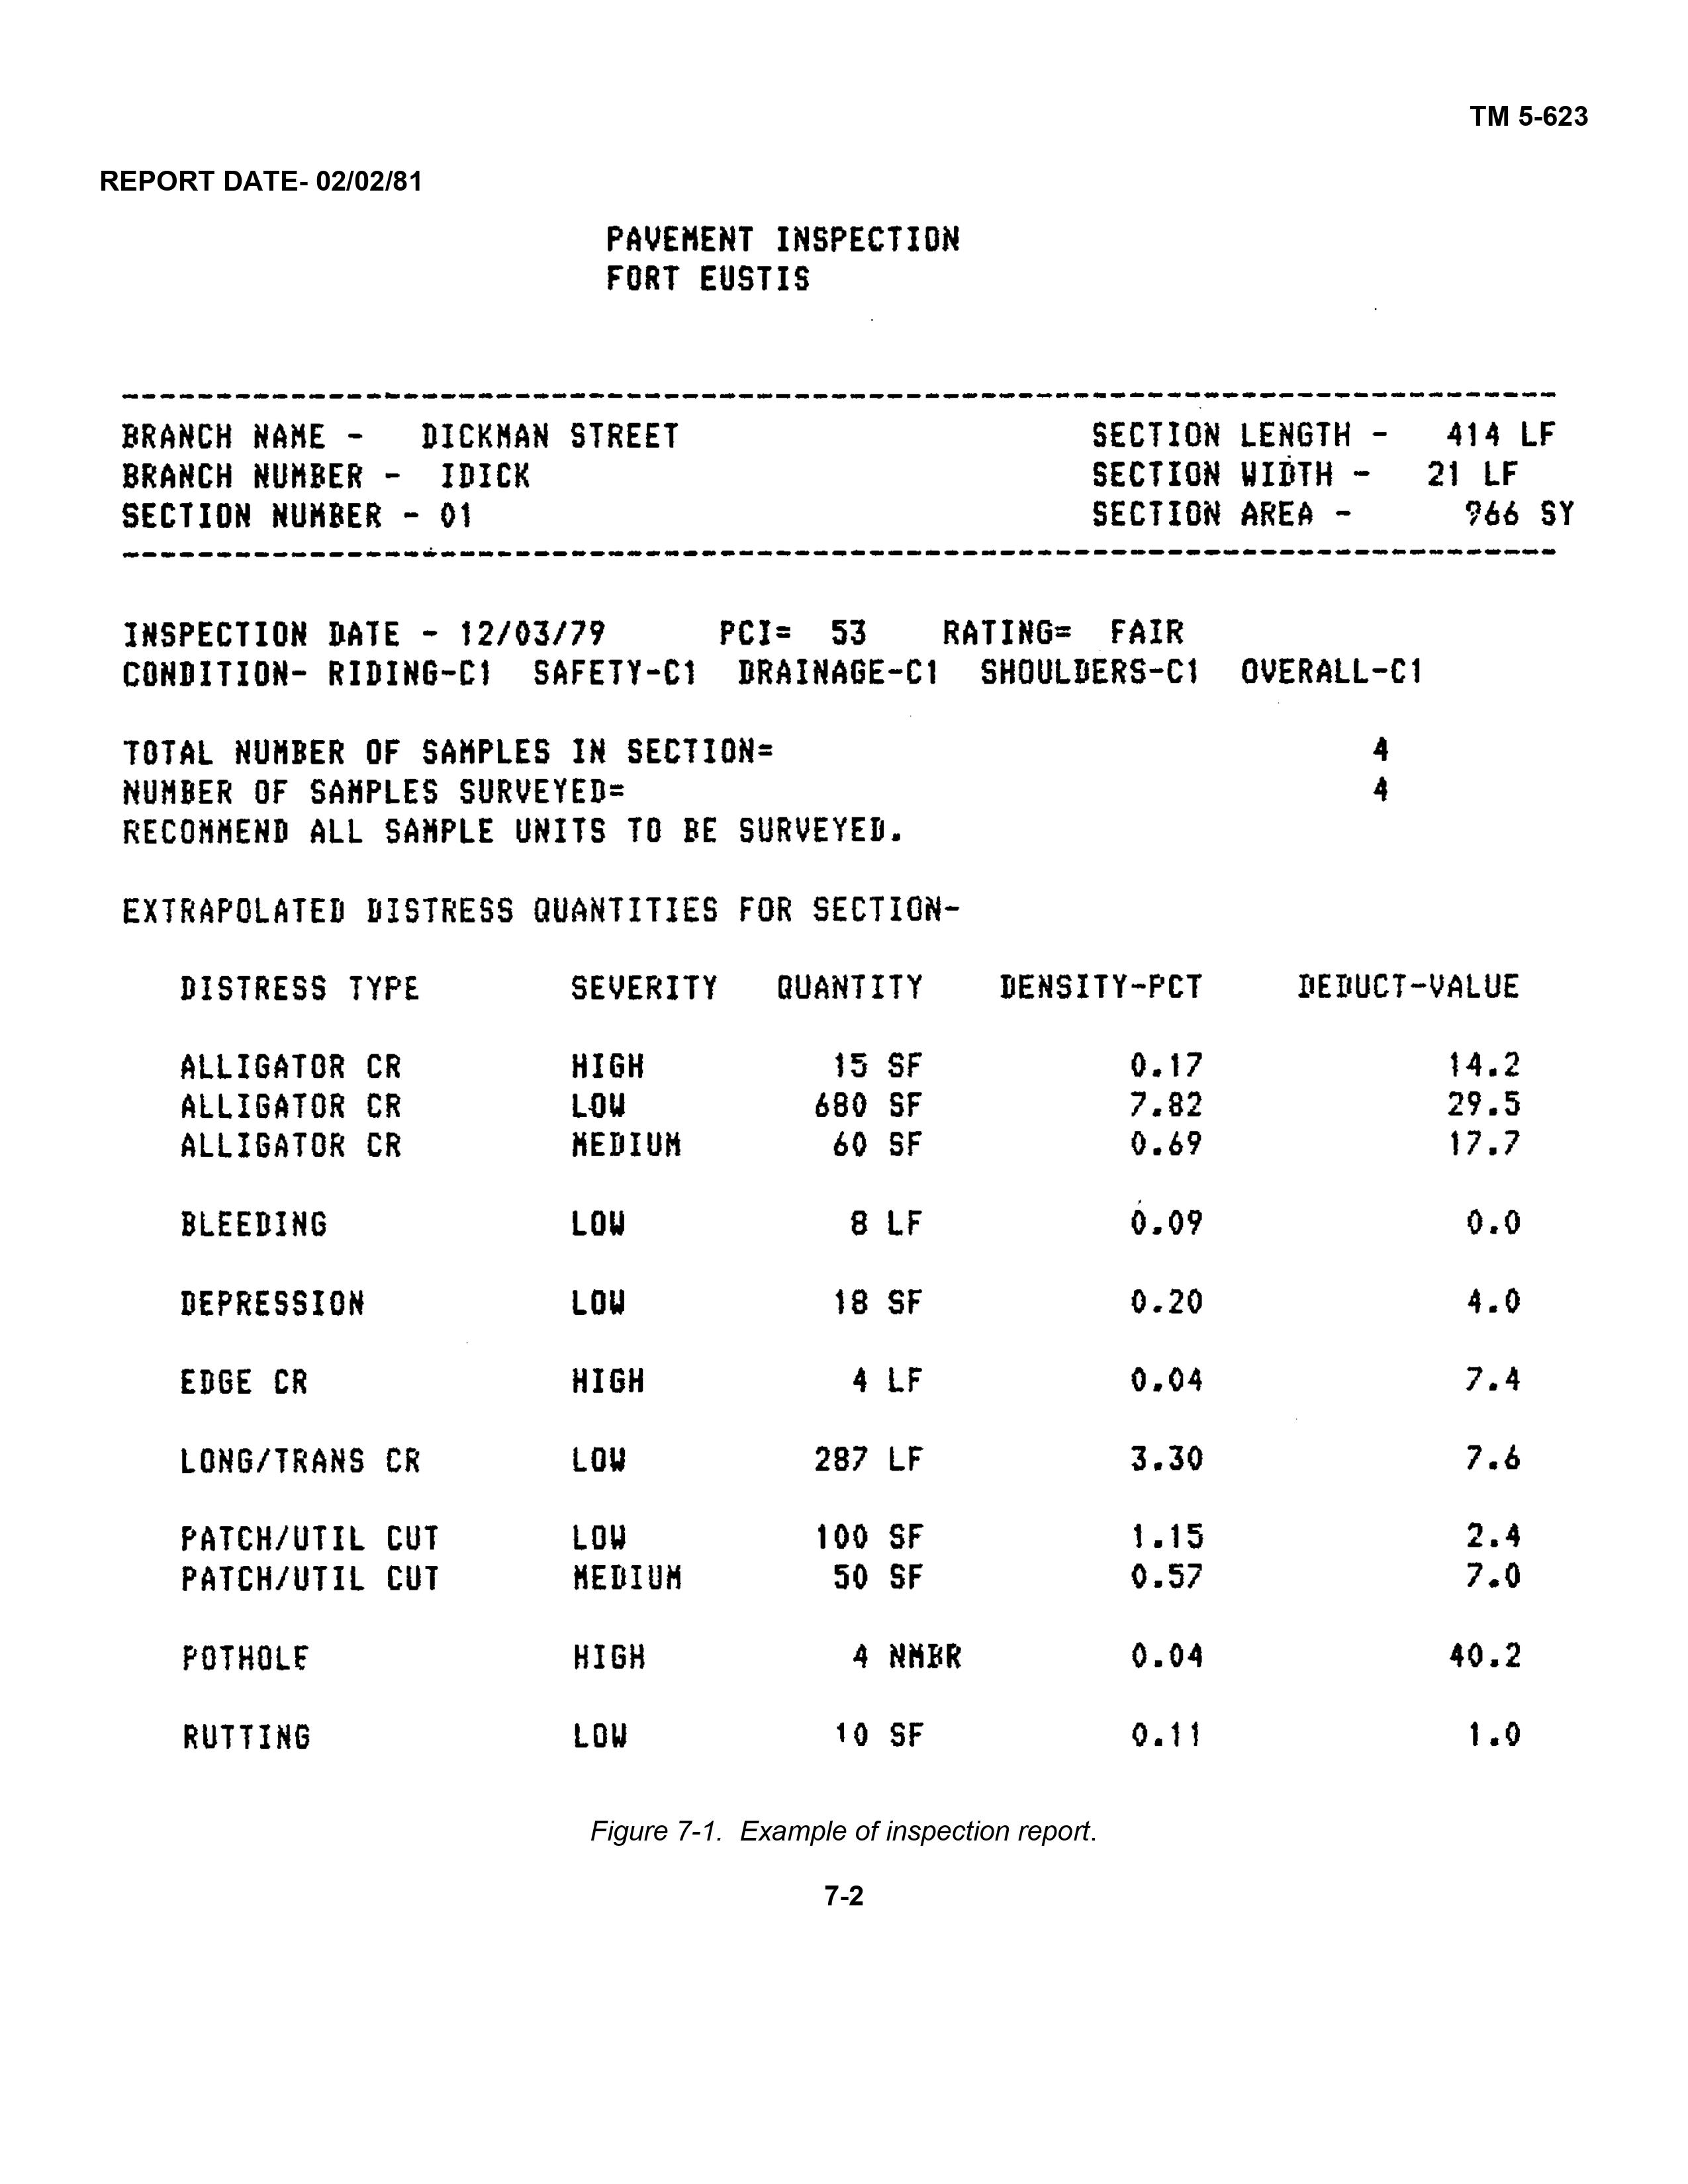 TM 5-623
REPORT DATE- 02/02/81
PAVEMENT INSPECTION
FORT EUSTIS
BRANCH NAME - DICKMAN STREET SECTION LENGTH - 414 LF
BRANCH NUMBER - IDICK SECTION WIDTH - 21 LF
SECTION NUMBER - 01 SECTION AREA - 966 SY
INSPECTION DATE - 12/03/79 PCI= 53 RATING= FAIR
CONDITION- RIDING-C1 SAFETY-C1 DRAINAGE-C1 SHOULDERS-C1 OVERALL-C1
TOTAL NUMBER OF SAMPLES IN SECTION= 4
NUMBER OF SAMPLES SURVEYED= 4
RECOMMEND ALL SAMPLE UNITS TO BE SURVEYED.
EXTRAPOLATED DISTRESS QUANTITIES FOR SECTION-
DISTRESS TYPE SEVERITY QUANTITY DENSITY-PCT DEDUCT-VALUE
ALLIGATOR CR HIGH 15 SF 0.17 14.2
ALLIGATOR CR LOW 680 SF 7.82 29.5
ALLIGATOR CR MEDIUM 60 SF 0.69 17.7
BLEEDING LOW 8 LF 0.09 0.0
DEPRESSION LOW 18 SF 0.20 4.0
EDGE CR HIGH 4 LF 0.04 7.4
LONG/TRANS CR LOW 287 LF 3.30 7.6
PATCH/UTIL CUT LOW 100 SF 1.15 2.4
PATCH/UTIL CUT MEDIUM 50 SF 0.57 7.0
POTHOLE HIGH 4 NMBR 0.04 40.2
RUTTING LOW 10 SF 0.11 1.0
Figure 7-1. Example of inspection report.
7-2